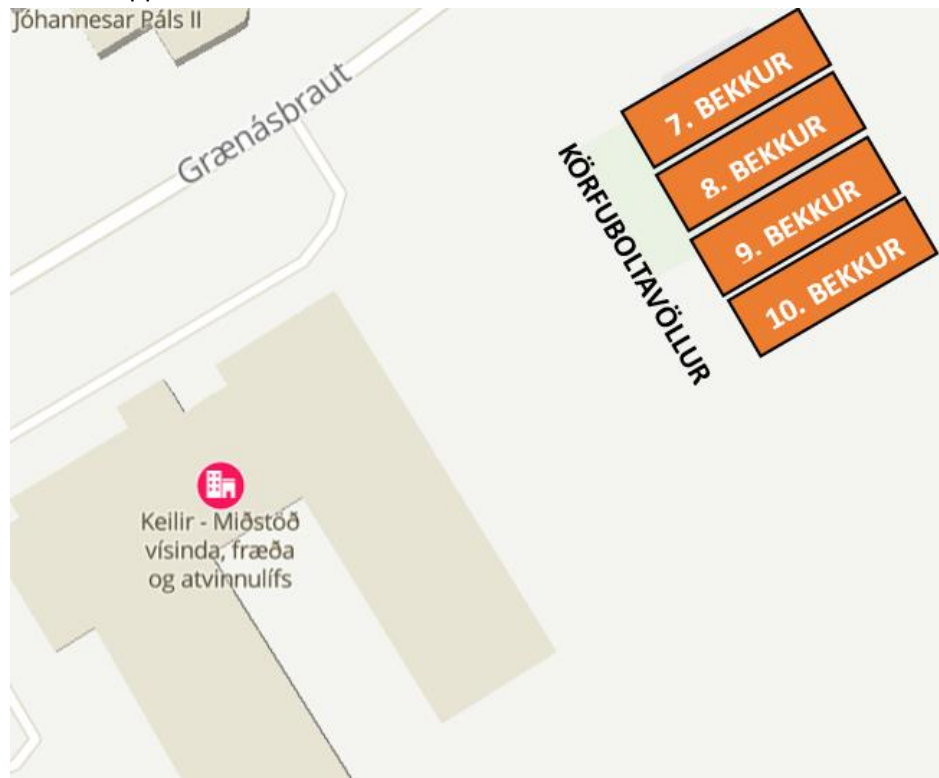 Jóhannesar Páls II
Grænásbraut
7. BEKKUR
8. BEKKUR
9. BEKKUR
10. BEKKUR
KÖRFUBOLTAVÖLLUR
Keilir - Miðstöð
vísinda, fræða
og atvinnulífs